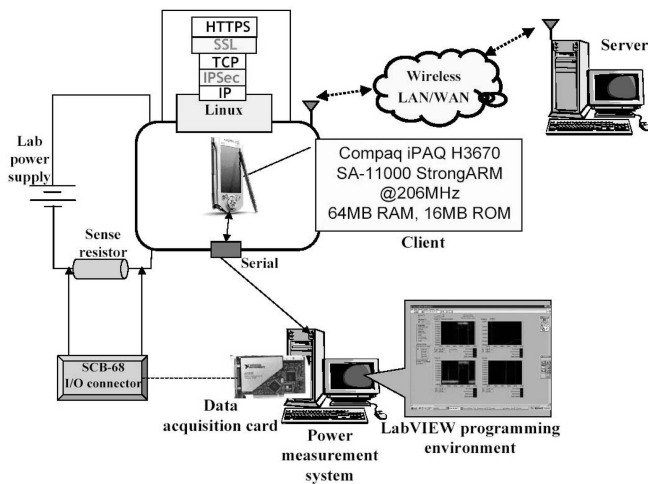 HTTPS
SSL
TCP
IPSec
IP
Linux
Wireless
LAN/WAN
Server
Lab
power
supply
Compaq iPAQ H3670
SA-11000 StrongARM
@206MHz
64MB RAM, 16MB ROM
Client
Sense
resistor
Serial
SCB-68
I/O connector
Data
acquisition card
Power
measurement
system
LabVIEW programming
environment